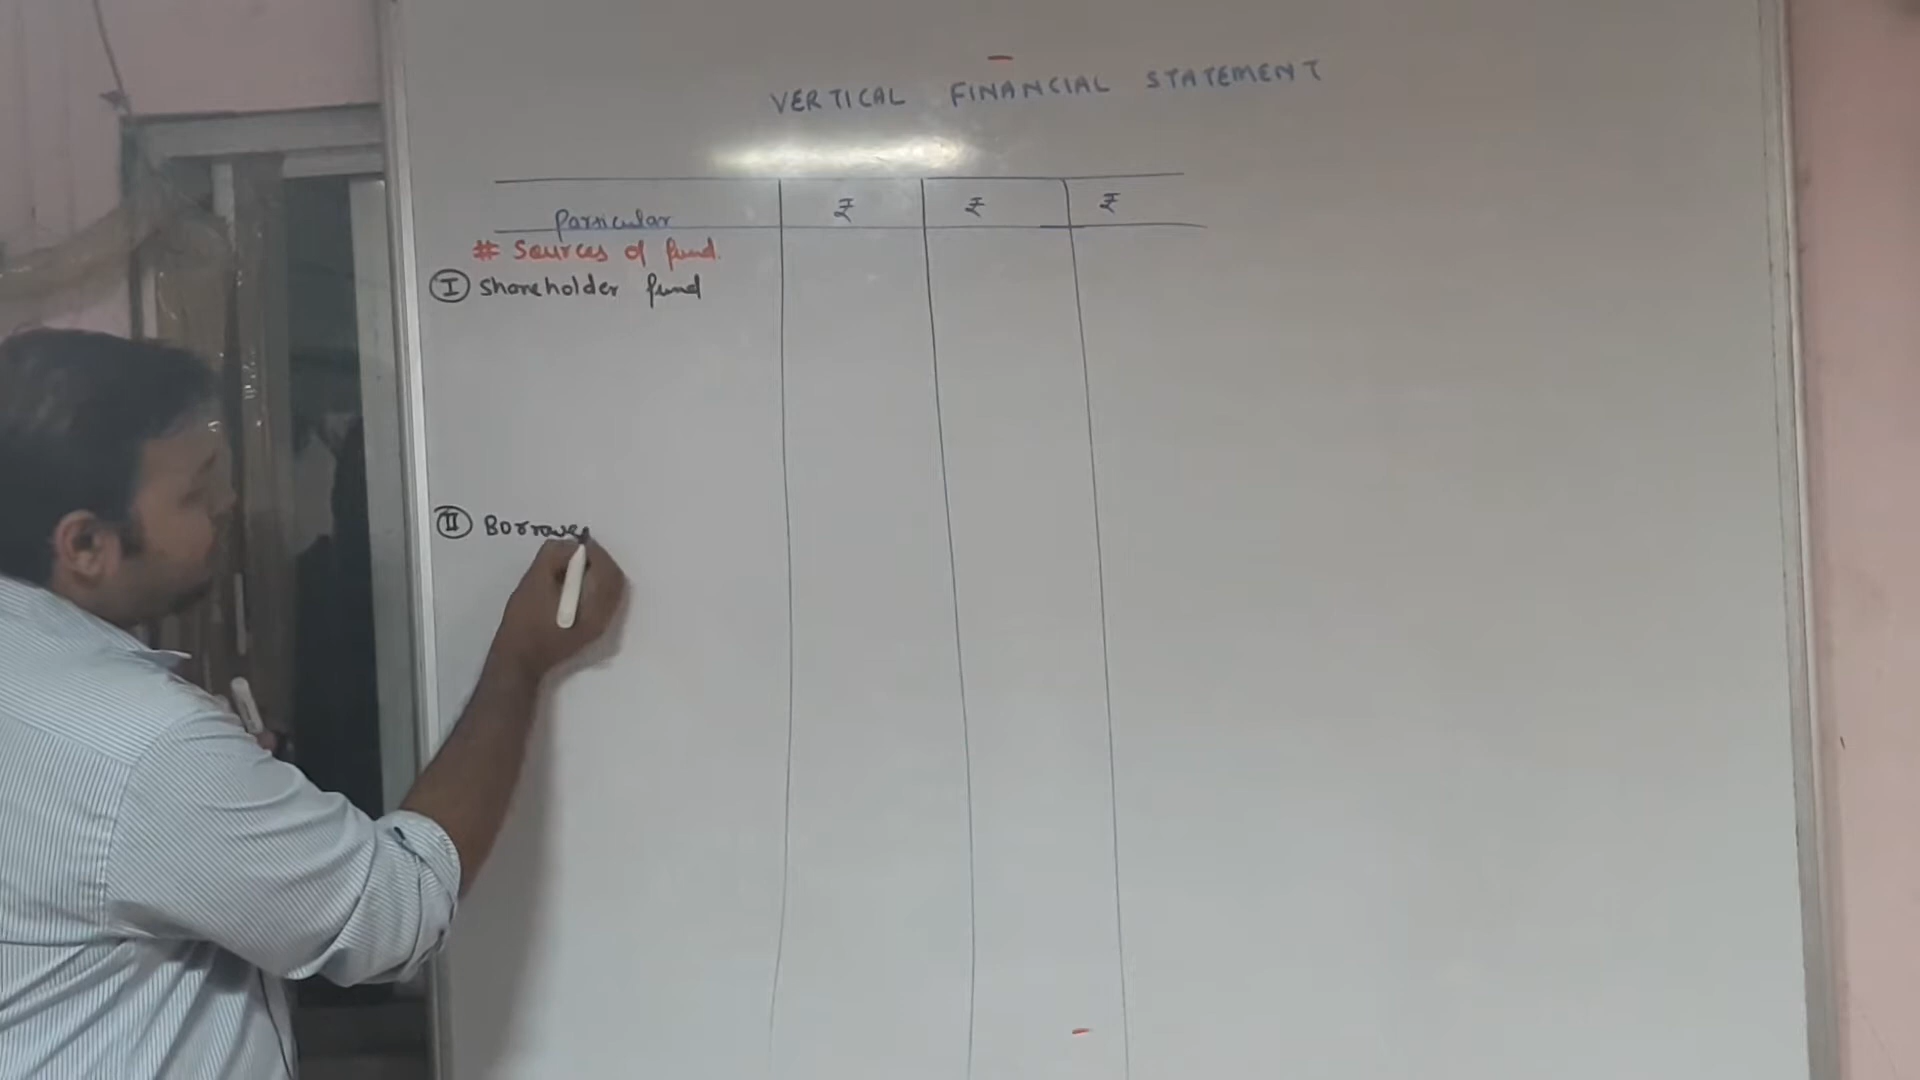 VERTICAL FINANCIAL STATEMENT
Particular ₹ ₹ ₹
# Sources of fund.
I Shareholder fund
II Borrowe